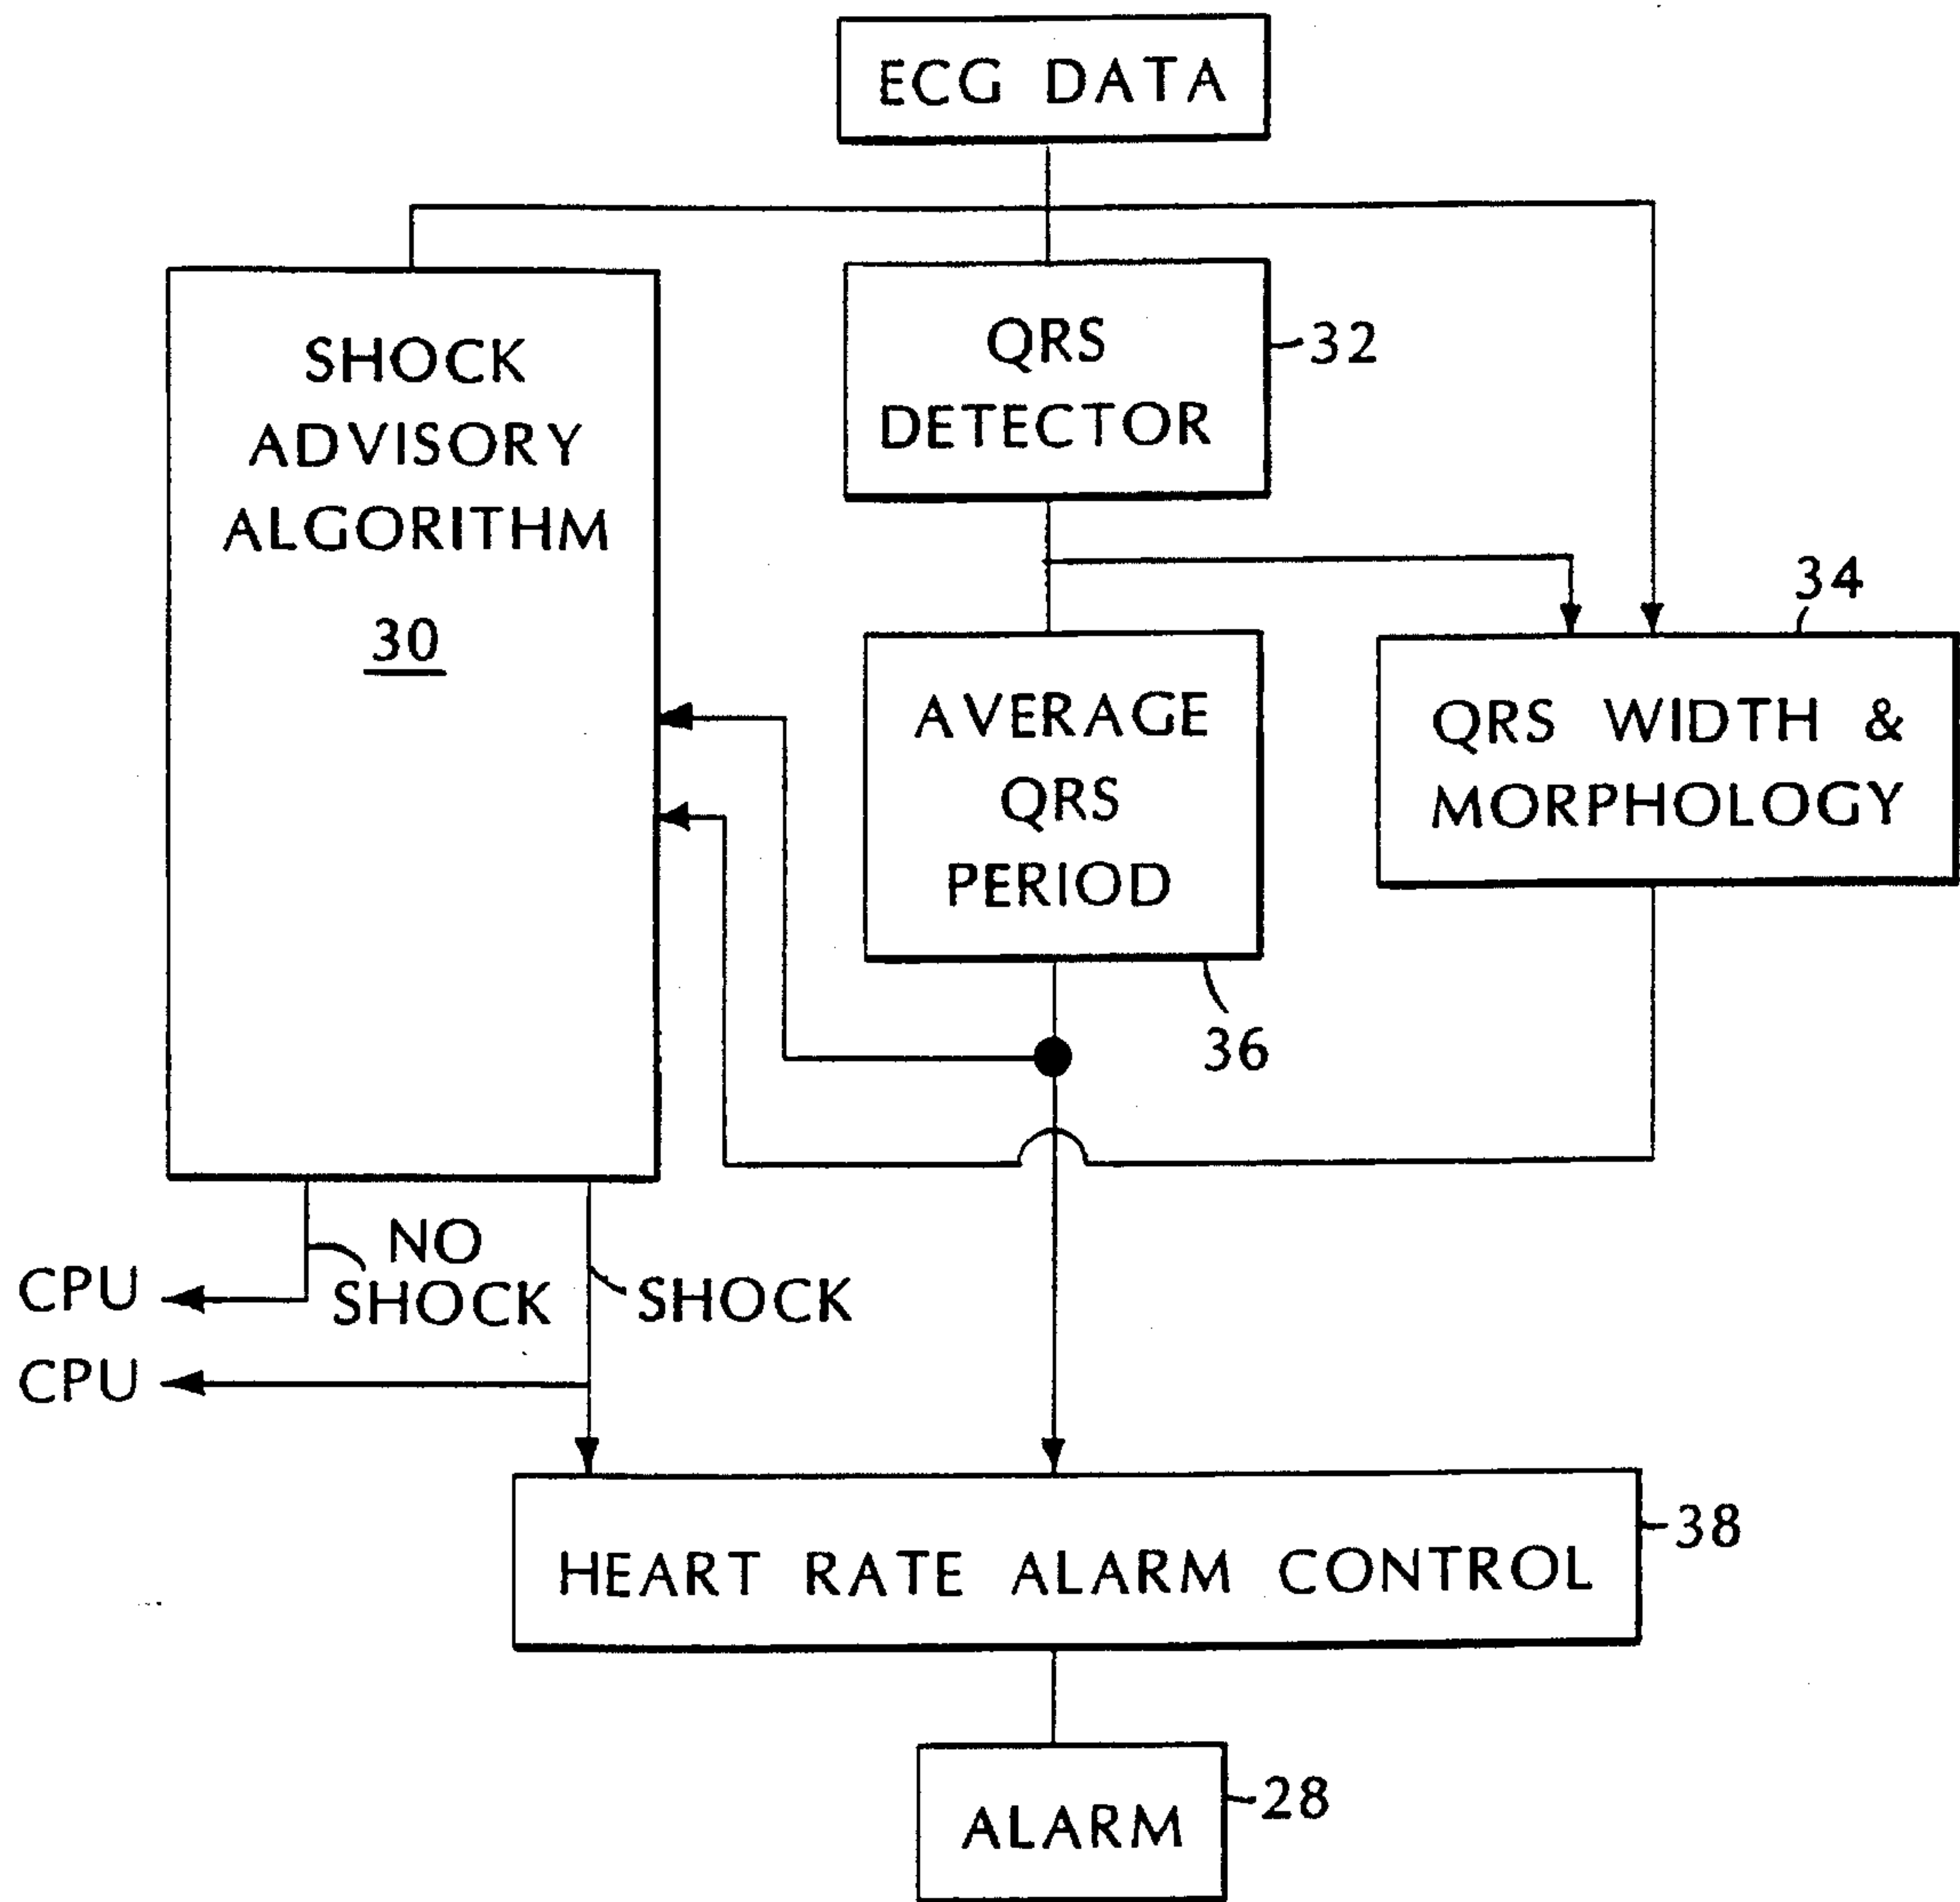 ECG DATA
SHOCK
ADVISORY
ALGORITHM
30
QRS
DETECTOR
32
34
AVERAGE
QRS
PERIOD
36
QRS WIDTH &
MORPHOLOGY
NO
SHOCK
SHOCK
CPU
CPU
HEART RATE ALARM CONTROL
38
ALARM
28